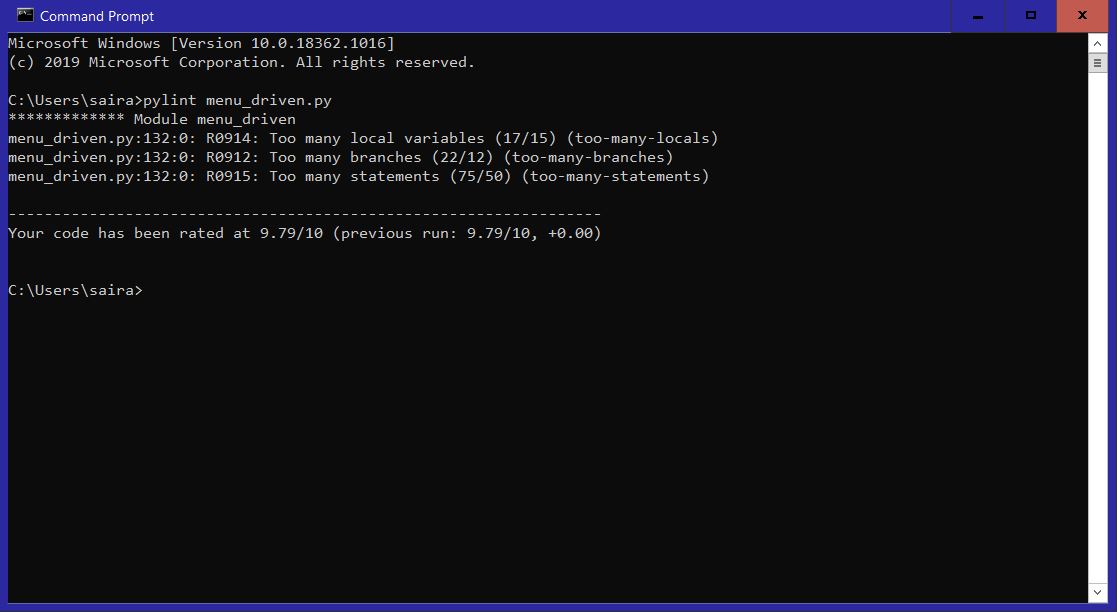 Command Prompt
Microsoft Windows [Version 10.0.18362.1016]
(c) 2019 Microsoft Corporation. All rights reserved.
C:\Users\saira>pylint menu_driven.py
************* Module menu_driven
menu_driven.py:132:0: R0914: Too many local variables (17/15) (too-many-locals)
menu_driven.py:132:0: R0912: Too many branches (22/12) (too-many-branches)
menu_driven.py:132:0: R0915: Too many statements (75/50) (too-many-statements)
------------------------------------------------------------------
Your code has been rated at 9.79/10 (previous run: 9.79/10, +0.00)
C:\Users\saira>